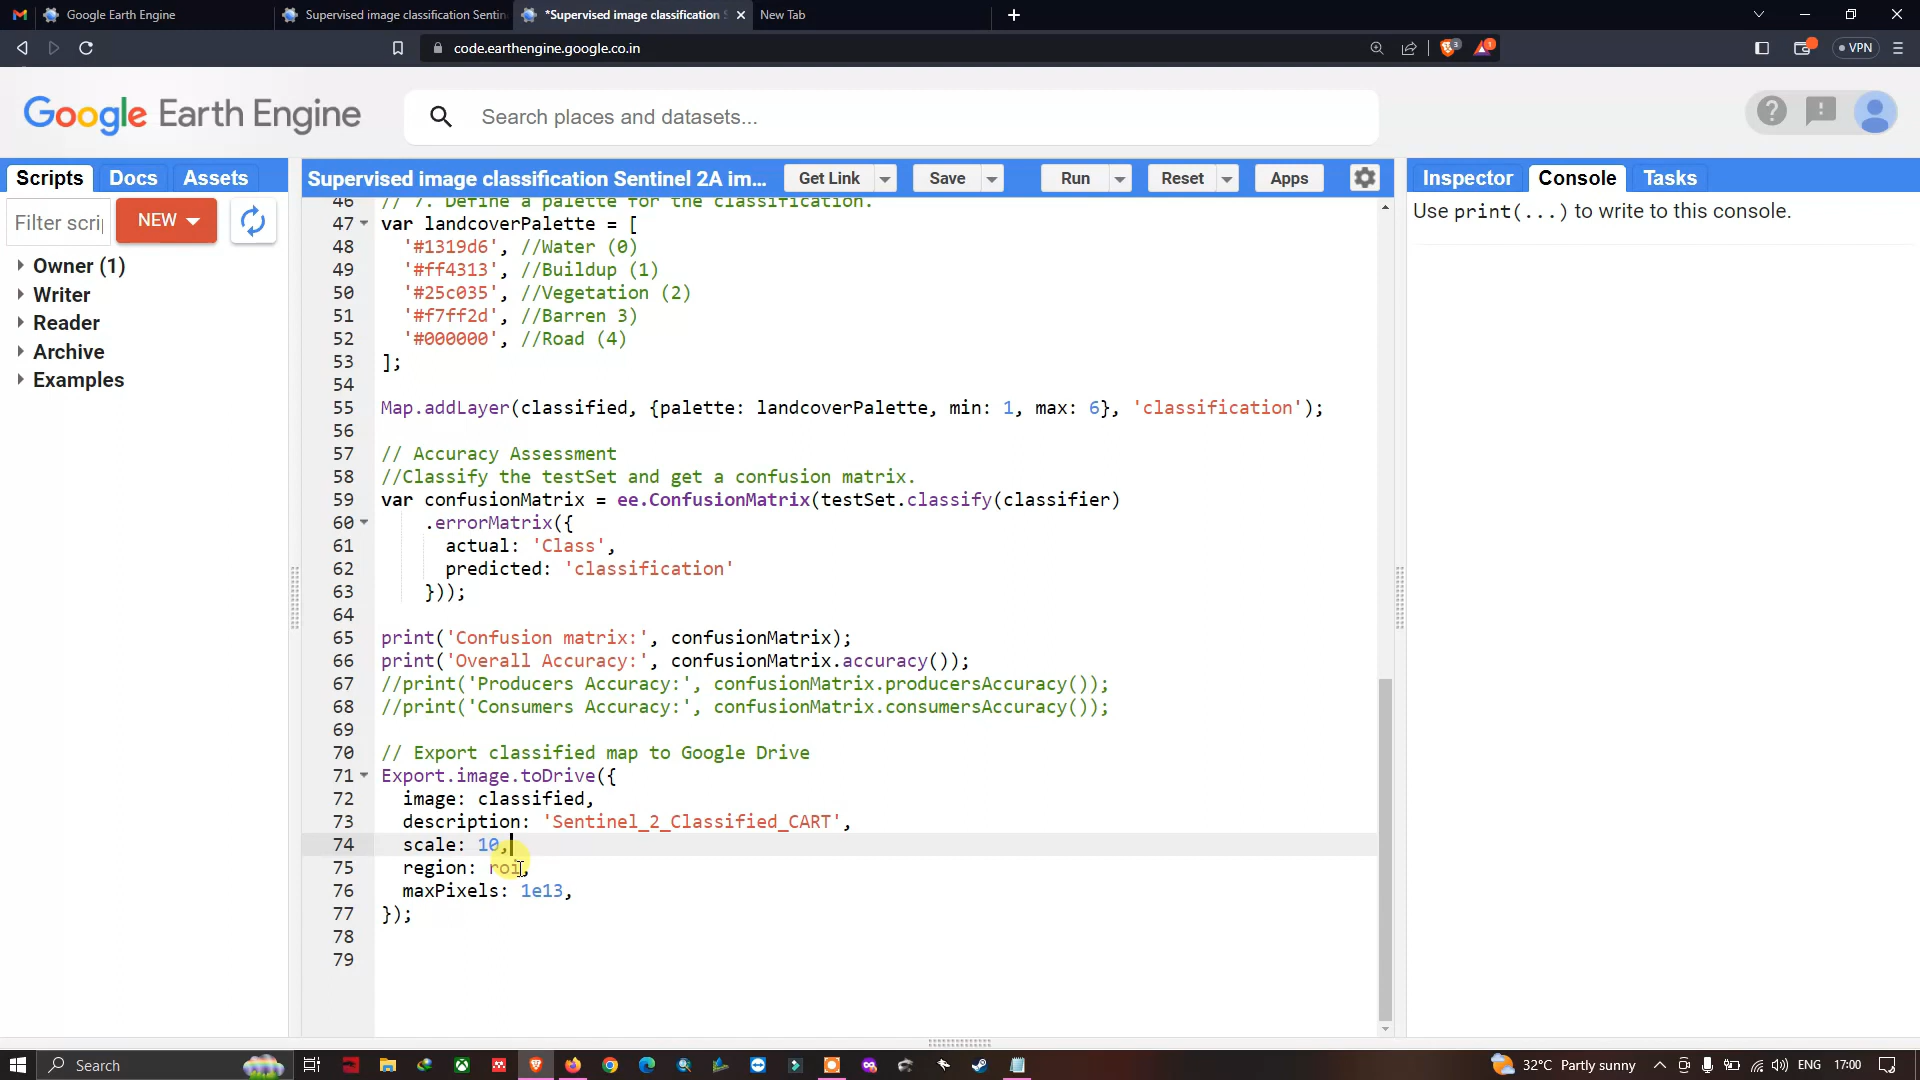 Google Earth Engine
Supervised image classification Sentin
*Supervised image classification S
New Tab
code.earthengine.google.co.in
VPN
Google Earth Engine
Search places and datasets...
Scripts
Docs
Assets
Supervised image classification Sentinel 2A im...
Get Link
Save
Run
Reset
Apps
Inspector
Console
Tasks
Filter scrip
NEW
Owner (1)
Writer
Reader
Archive
Examples
46 // 7. Define a palette for the classification.
47 var landcoverPalette = [
48 '#1319d6', //Water (0)
49 '#ff4313', //Buildup (1)
50 '#25c035', //Vegetation (2)
51 '#f7ff2d', //Barren 3)
52 '#000000', //Road (4)
53 ];
54
55 Map.addLayer(classified, {palette: landcoverPalette, min: 1, max: 6}, 'classification');
56
57 // Accuracy Assessment
58 //Classify the testSet and get a confusion matrix.
59 var confusionMatrix = ee.ConfusionMatrix(testSet.classify(classifier)
60 .errorMatrix({
61 actual: 'Class',
62 predicted: 'classification'
63 }));
64
65 print('Confusion matrix:', confusionMatrix);
66 print('Overall Accuracy:', confusionMatrix.accuracy());
67 //print('Producers Accuracy:', confusionMatrix.producersAccuracy());
68 //print('Consumers Accuracy:', confusionMatrix.consumersAccuracy());
69
70 // Export classified map to Google Drive
71 Export.image.toDrive({
72 image: classified,
73 description: 'Sentinel_2_Classified_CART',
74 scale: 10,
75 region: roi,
76 maxPixels: 1e13,
77 });
78
79
Use print(...) to write to this console.
Search
32°C Partly sunny
ENG
17:00